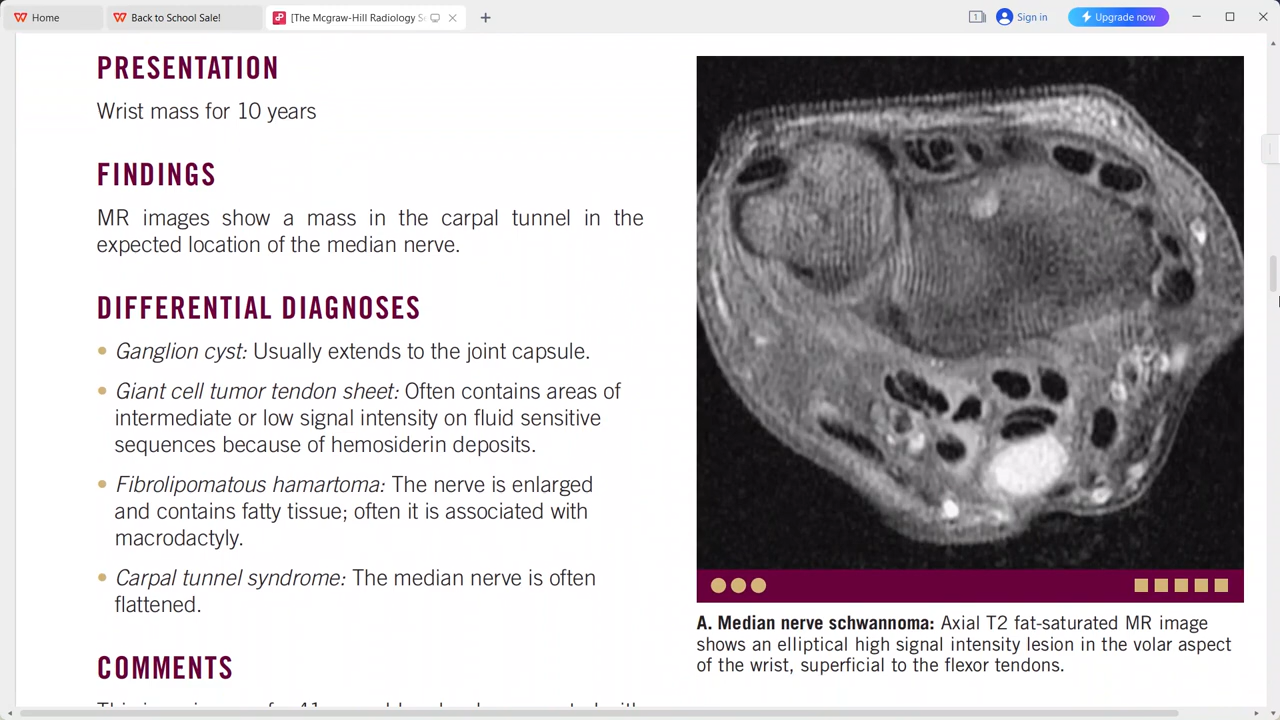 Home
Back to School Sale!
[The Mcgraw-Hill Radiology S
1
Sign in
Upgrade now
PRESENTATION
Wrist mass for 10 years
FINDINGS
MR images show a mass in the carpal tunnel in the
expected location of the median nerve.
DIFFERENTIAL DIAGNOSES
• Ganglion cyst: Usually extends to the joint capsule.
• Giant cell tumor tendon sheet: Often contains areas of
intermediate or low signal intensity on fluid sensitive
sequences because of hemosiderin deposits.
• Fibrolipomatous hamartoma: The nerve is enlarged
and contains fatty tissue; often it is associated with
macrodactyly.
• Carpal tunnel syndrome: The median nerve is often
flattened.
COMMENTS
A. Median nerve schwannoma: Axial T2 fat-saturated MR image
shows an elliptical high signal intensity lesion in the volar aspect
of the wrist, superficial to the flexor tendons.